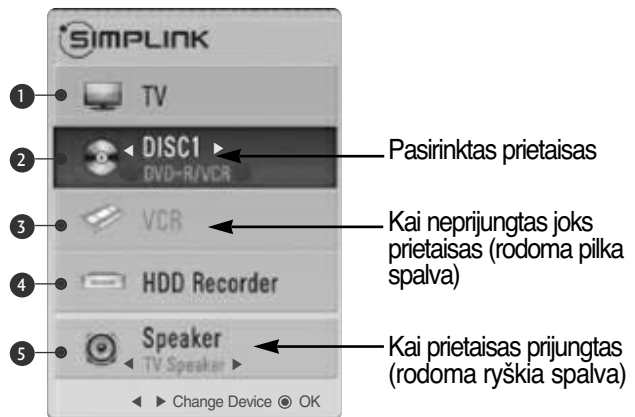 SIMPLINK
1 TV
2 ◀ DISC1 ▶
DVD-R/VCR
Pasirinktas prietaisas
3 VCR
Kai neprijungtas joks
prietaisas (rodoma pilka
spalva)
4 HDD Recorder
5 Speaker
◀ TV Speaker ▶
Kai prietaisas prijungtas
(rodoma ryškia spalva)
◀ ▶ Change Device ◉ OK